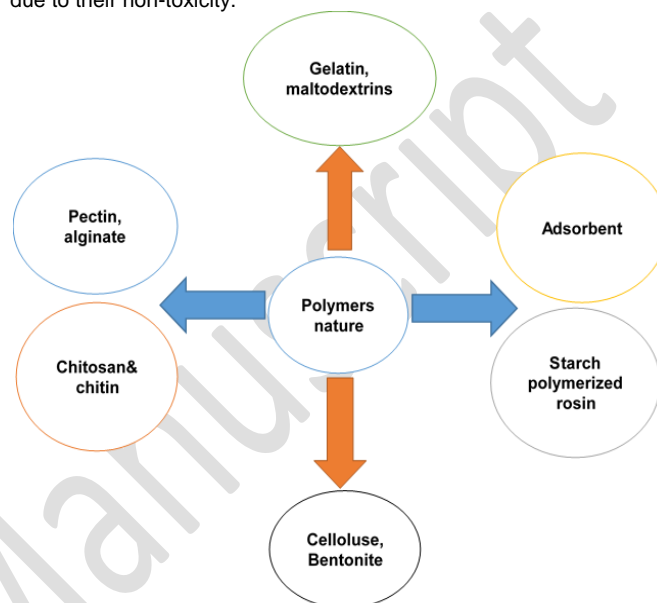 due to their non-toxicity.
Gelatin,
maltodextrins
Pectin,
alginate
Adsorbent
Polymers
nature
Chitosan&
chitin
Starch
polymerized
rosin
Celloluse,
Bentonite
Manuscript